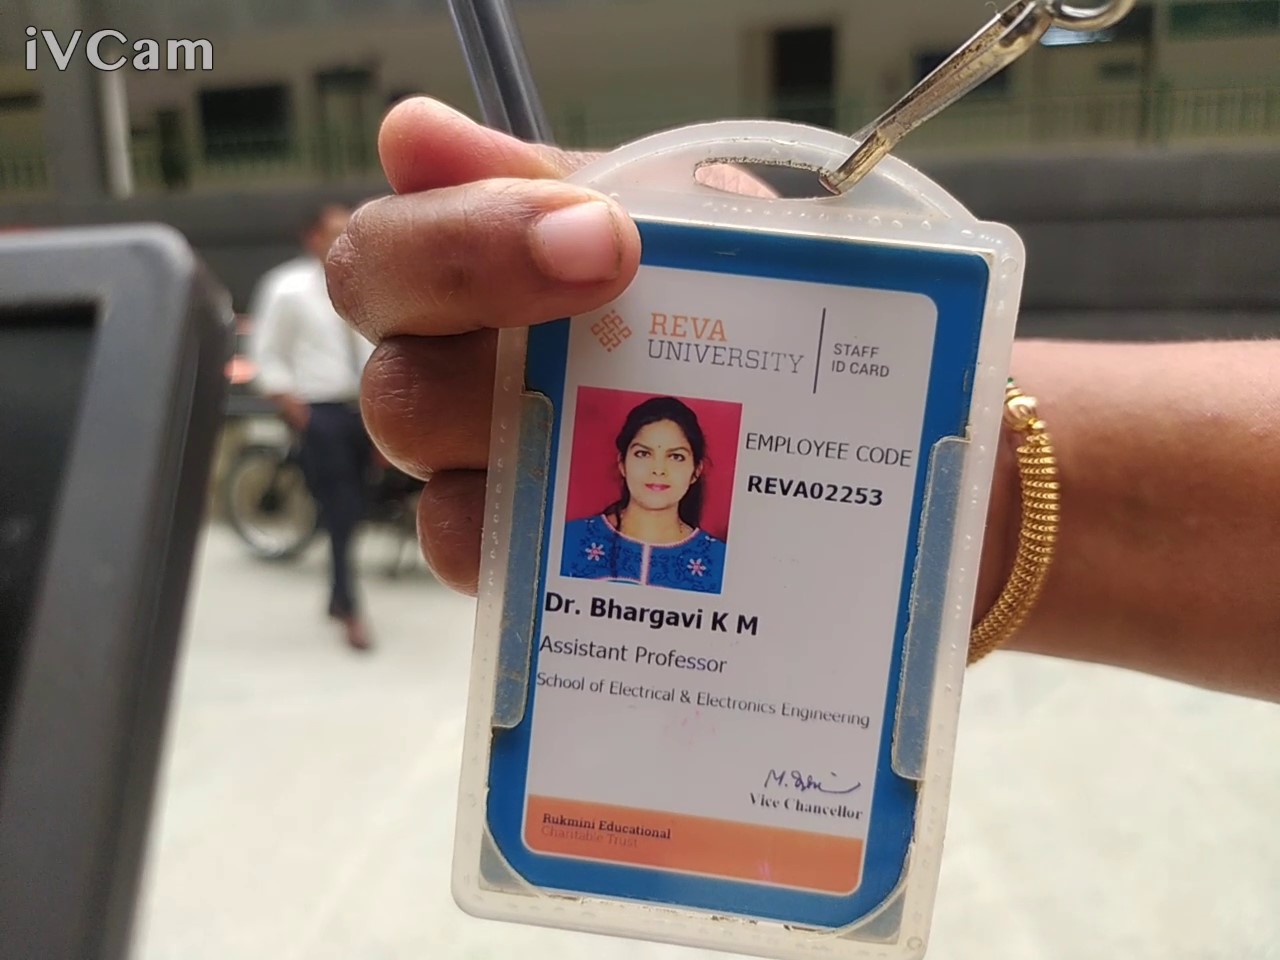 iVCam
REVA
UNIVERSITY
STAFF
ID CARD
EMPLOYEE CODE
REVA02253
Dr. Bhargavi K M
Assistant Professor
School of Electrical & Electronics Engineering
Vice Chancellor
Rukmini Educational
Charitable Trust